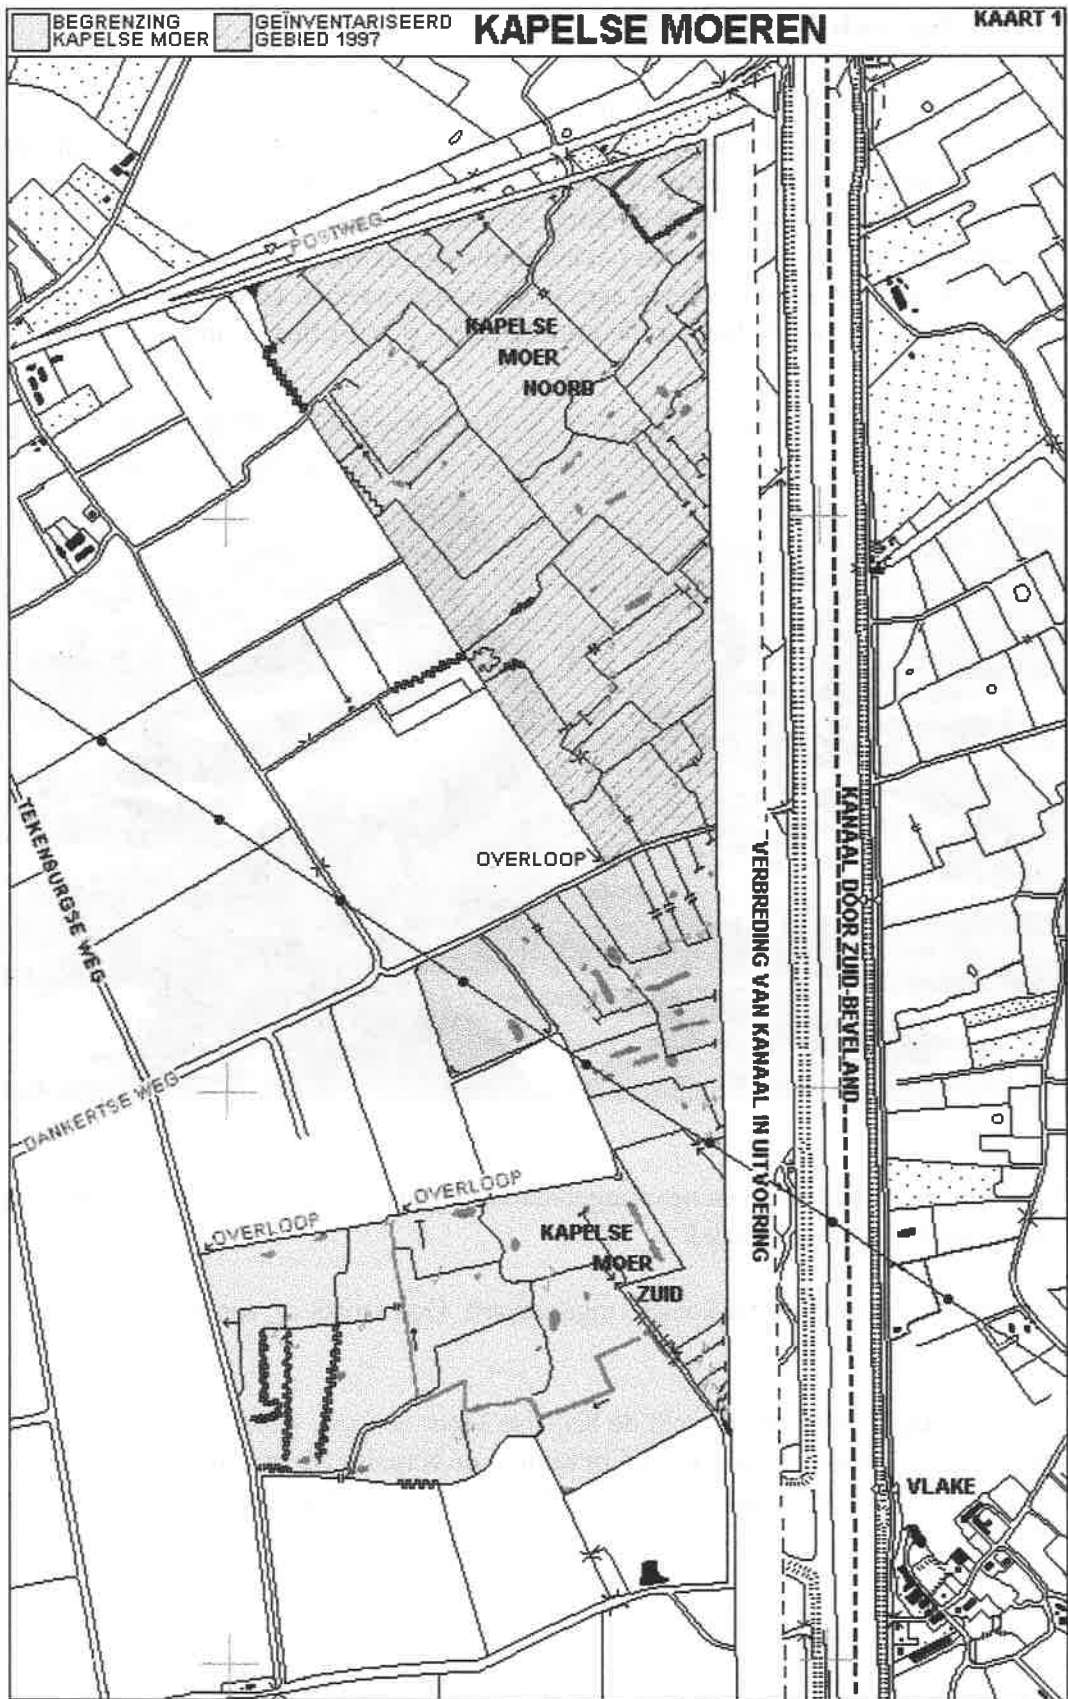 BEGRENZING
KAPELSE MOER
GEÏNVENTARISEERD
GEBIED 1997
KAPELSE MOEREN
KAART 1
POSTWEG
KAPELSE
MOER
NOORD
OVERLOOP
TEKENBURGSE WEG
VERBREDING VAN KANAAL IN UITVOERING
KANAAL DOOR ZUID-BEVELAND
DANKERTSE WEG
OVERLOOP
OVERLOOP
KAPELSE
MOER
ZUID
VLAKE